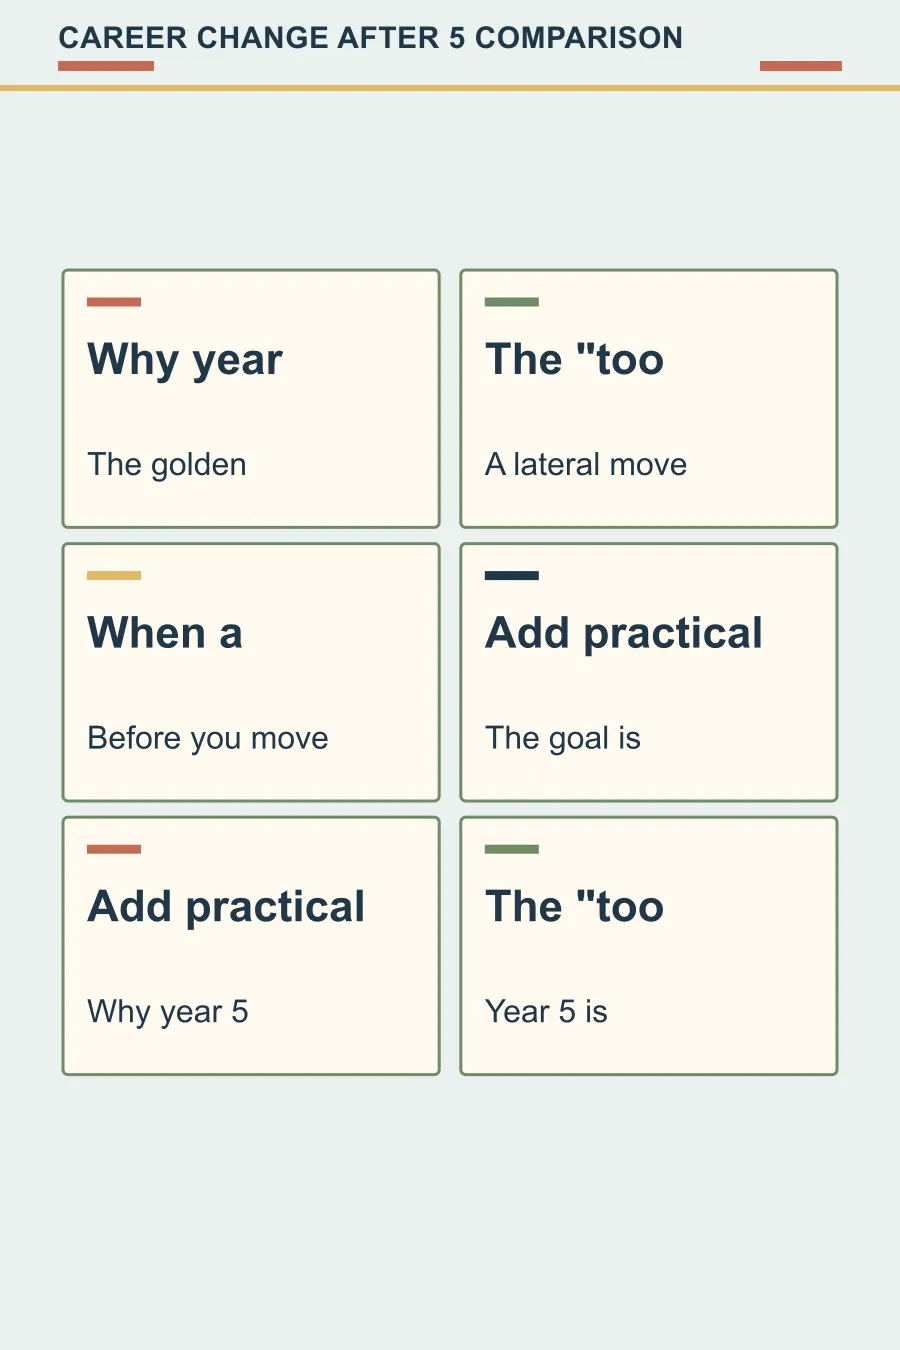 CAREER CHANGE AFTER 5 COMPARISON
Why year
The golden
The "too
A lateral move
When a
Before you move
Add practical
The goal is
Add practical
Why year 5
The "too
Year 5 is